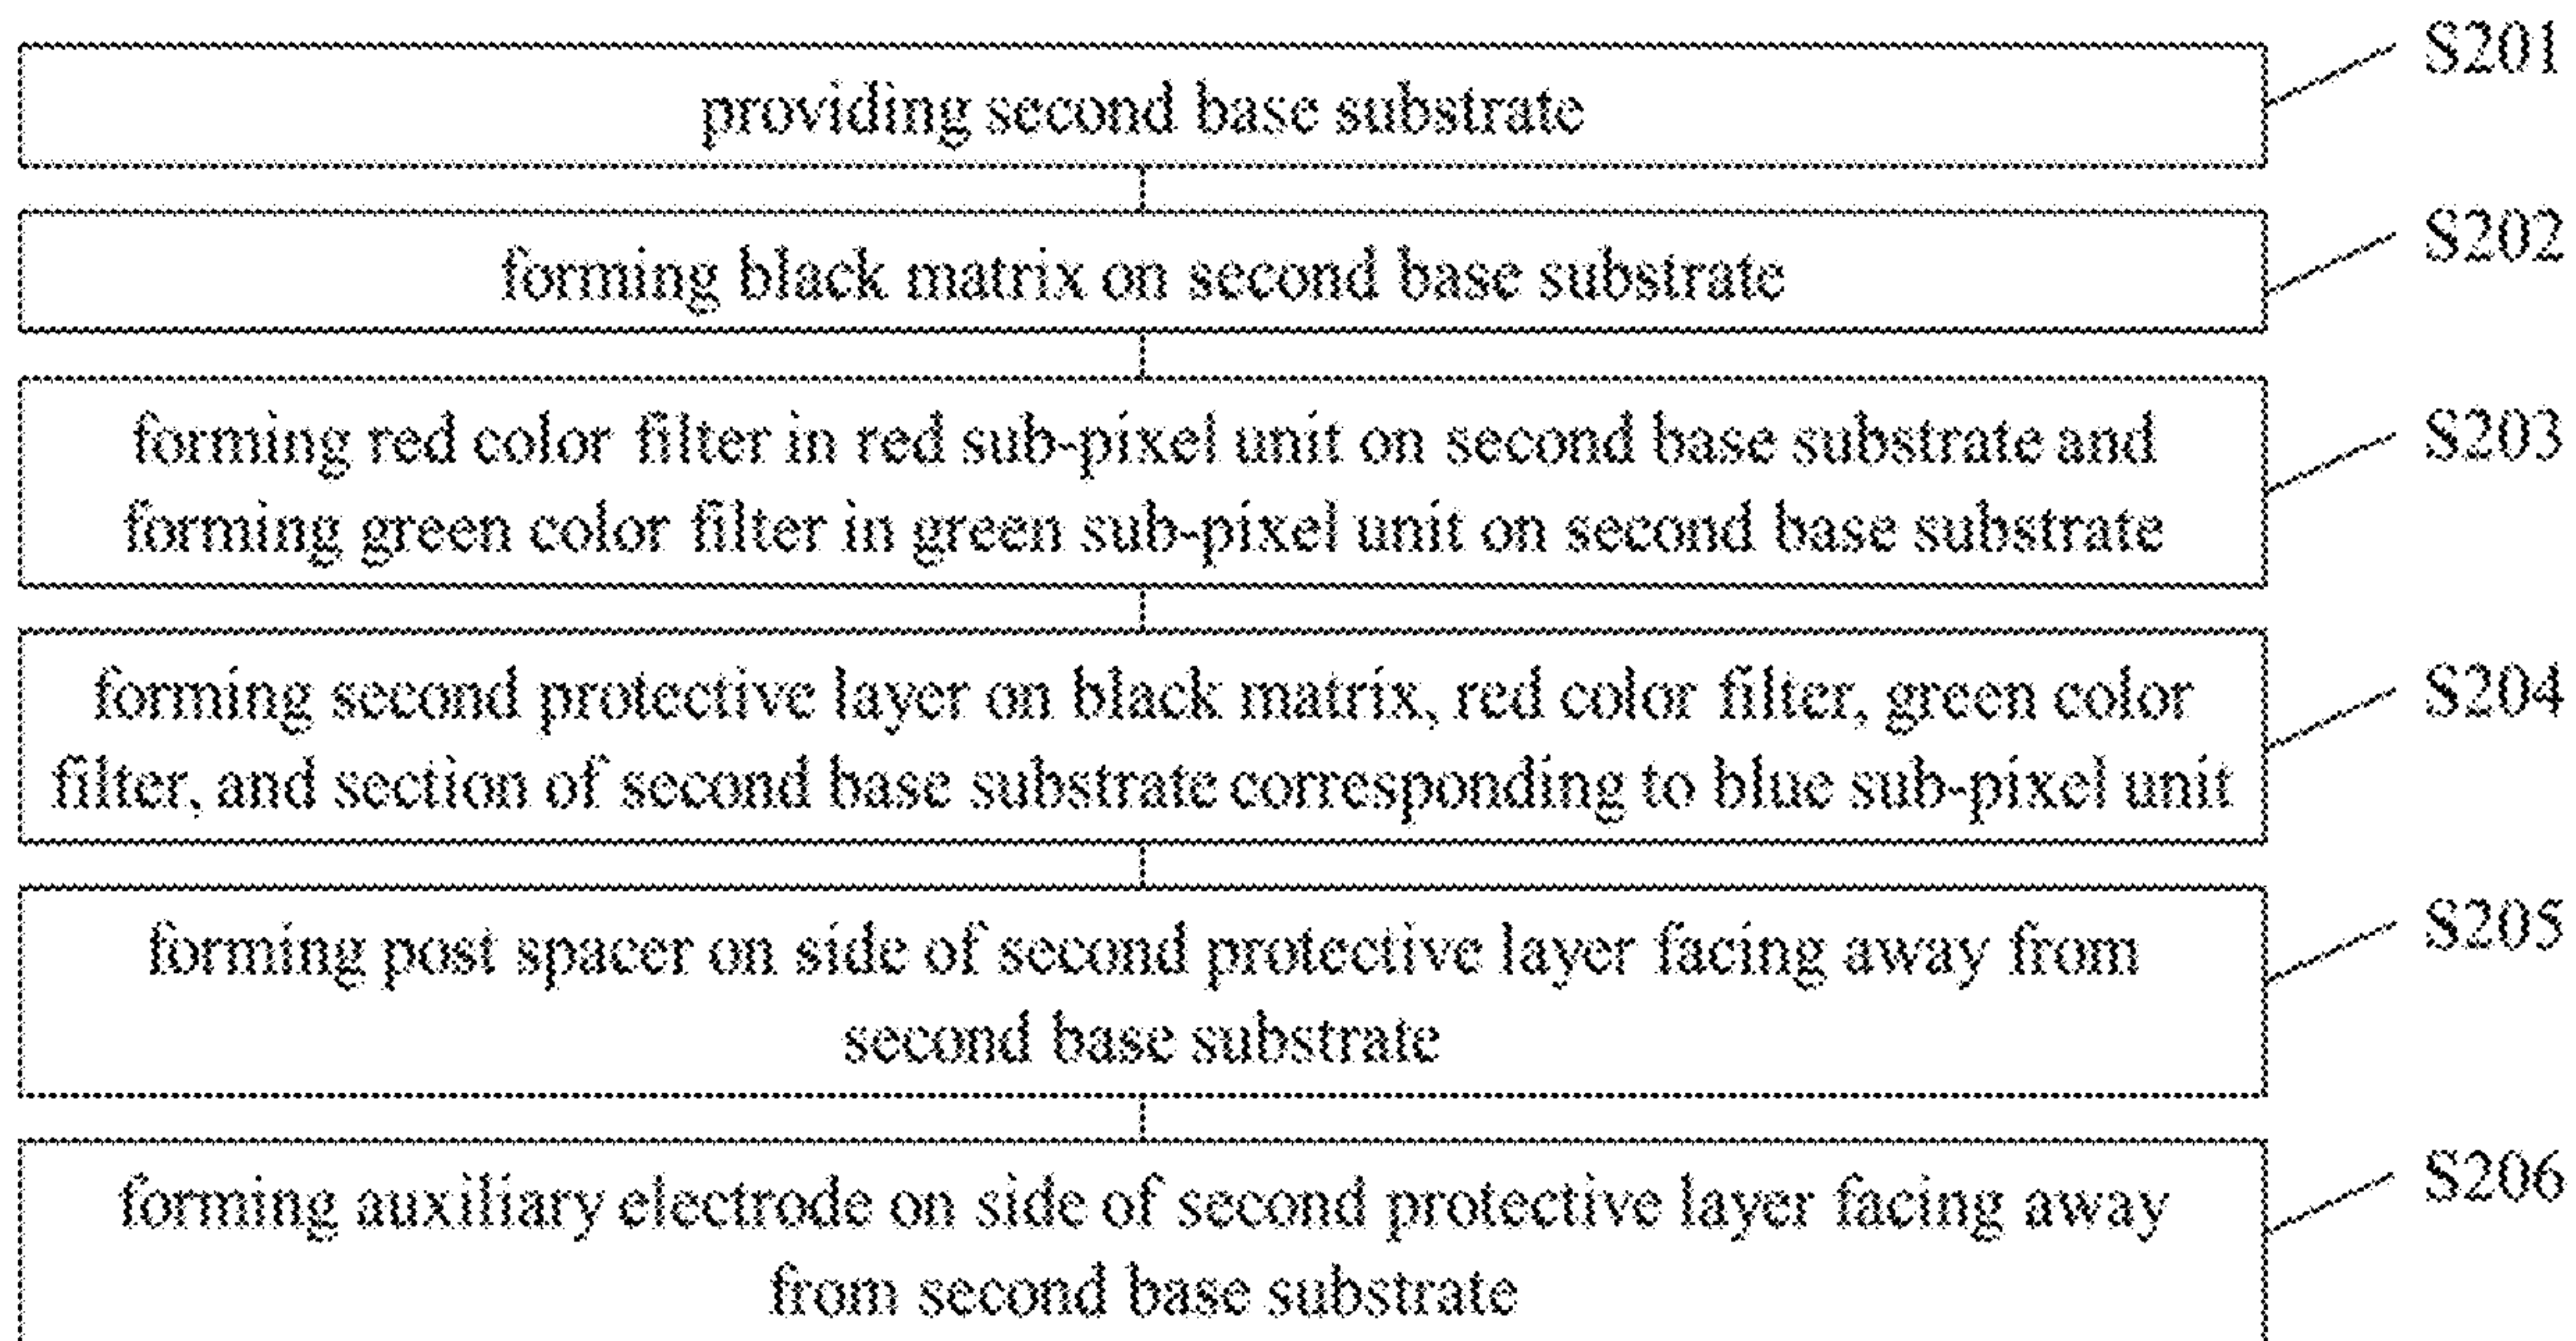 S201
providing second base substrate
S202
forming black matrix on second base substrate
S203
forming red color filter in red sub-pixel unit on second base substrate and
forming green color filter in green sub-pixel unit on second base substrate
S204
forming second protective layer on black matrix, red color filter, green color
filter, and section of second base substrate corresponding to blue sub-pixel unit
S205
forming post spacer on side of second protective layer facing away from
second base substrate
S206
forming auxiliary electrode on side of second protective layer facing away
from second base substrate